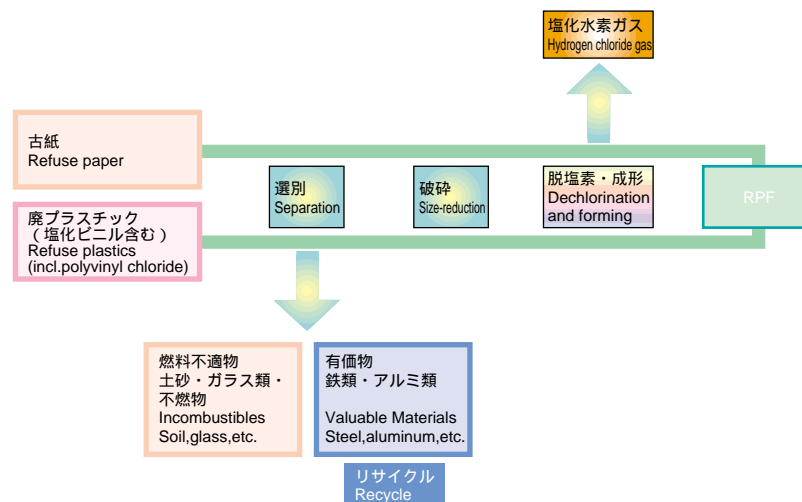 塩化水素ガス
Hydrogen chloride gas
古紙
Refuse paper
選別
Separation
破砕
Size-reduction
脱塩素・成形
Dechlorination
and forming
RPF
廃プラスチック
（塩化ビニル含む）
Refuse plastics
(incl.polyvinyl chloride)
燃料不適物
土砂・ガラス類・
不燃物
Incombustibles
Soil,glass,etc.
有価物
鉄類・アルミ類
Valuable Materials
Steel,aluminum,etc.
リサイクル
Recycle